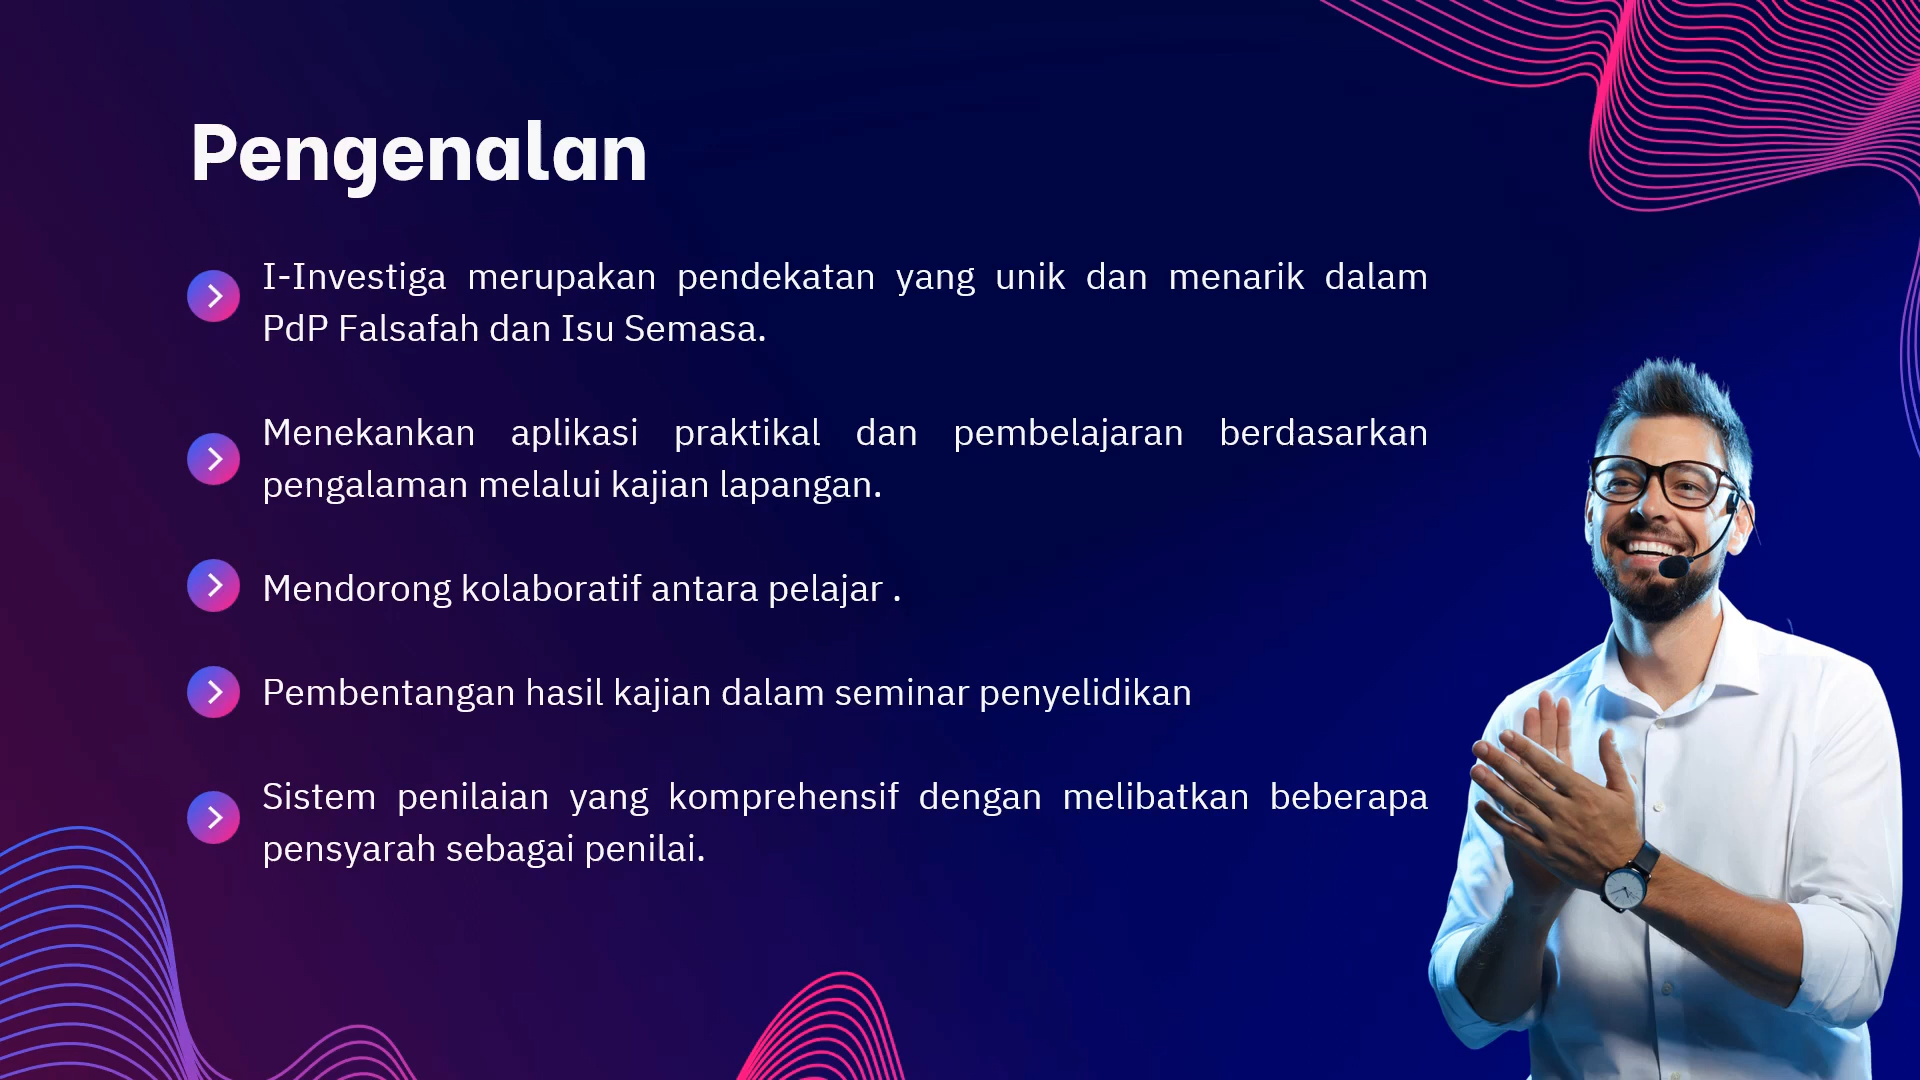 Pengenalan
I-Investiga merupakan pendekatan yang unik dan menarik dalam
PdP Falsafah dan Isu Semasa.
Menekankan aplikasi praktikal dan pembelajaran berdasarkan
pengalaman melalui kajian lapangan.
Mendorong kolaboratif antara pelajar .
Pembentangan hasil kajian dalam seminar penyelidikan
Sistem penilaian yang komprehensif dengan melibatkan beberapa
pensyarah sebagai penilai.